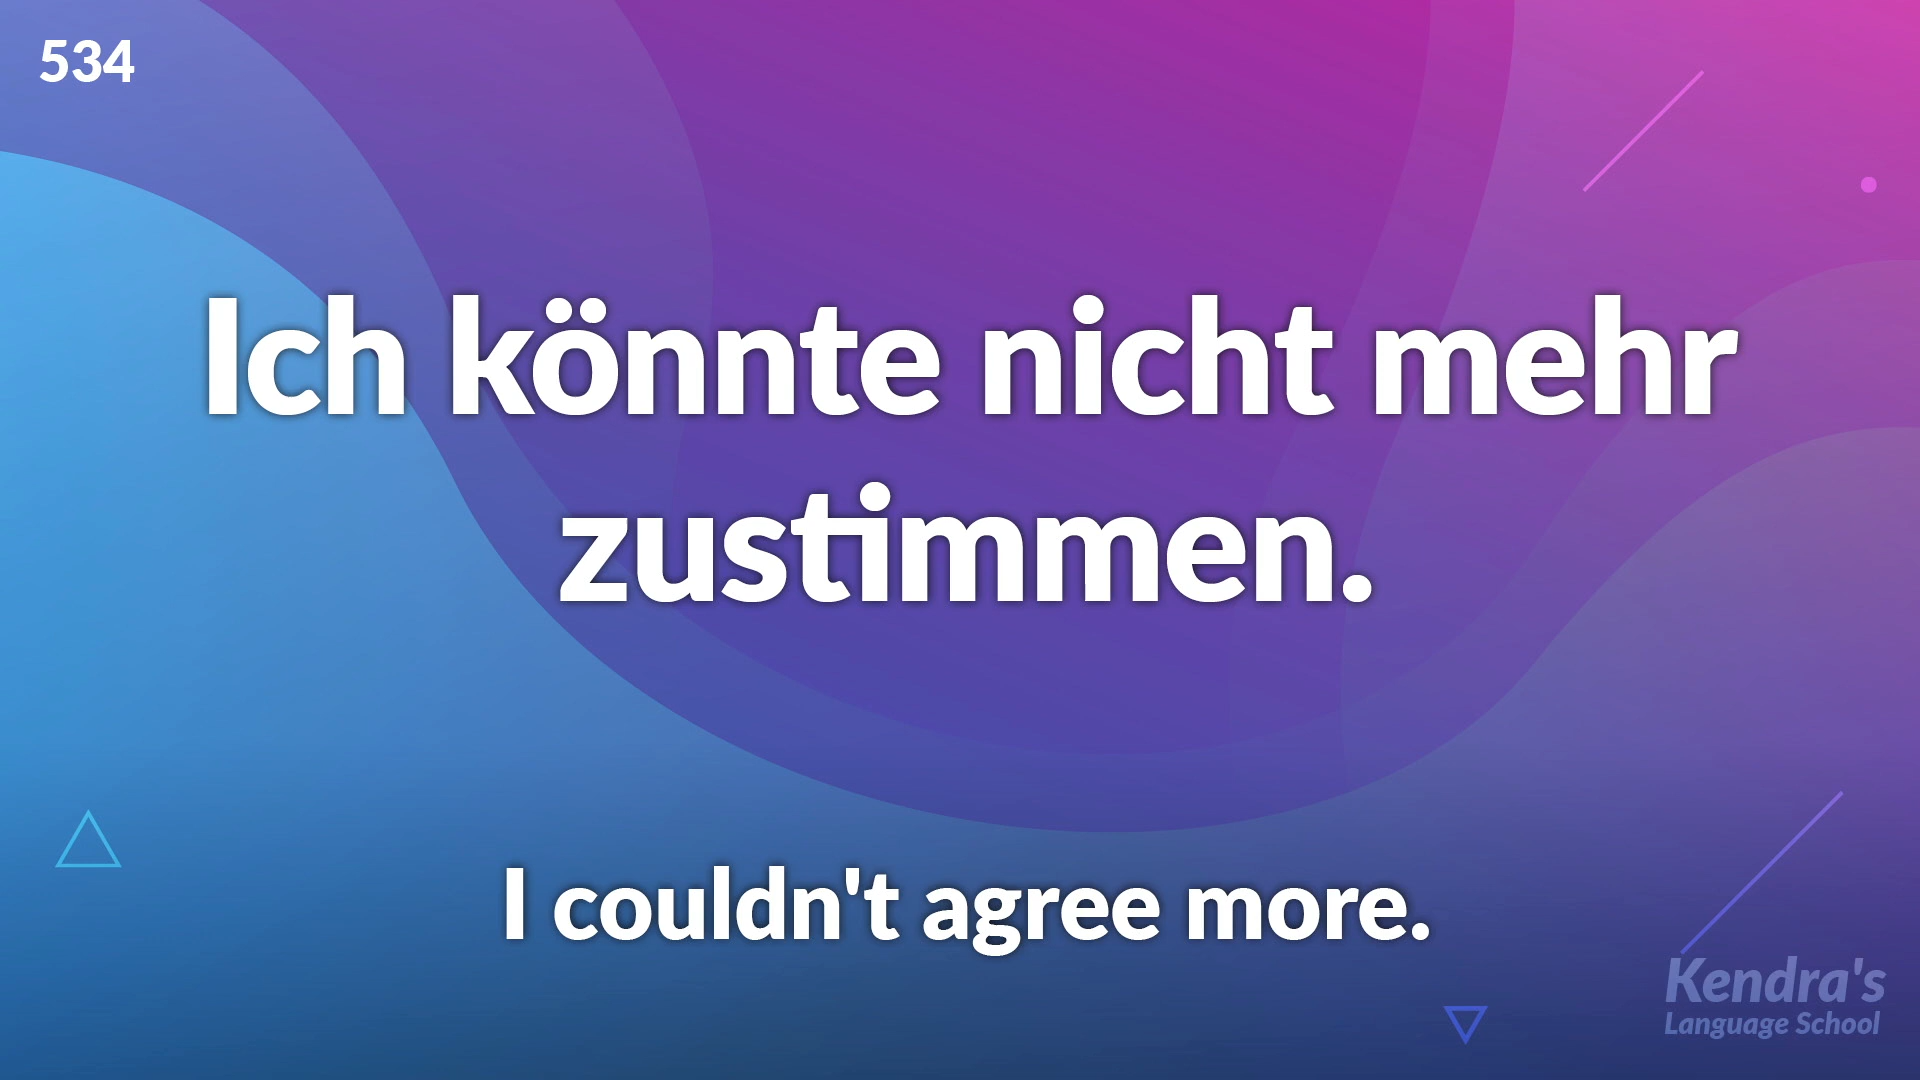 534
Ich könnte nicht mehr
zustimmen.
I couldn't agree more.
Kendra's
Language School